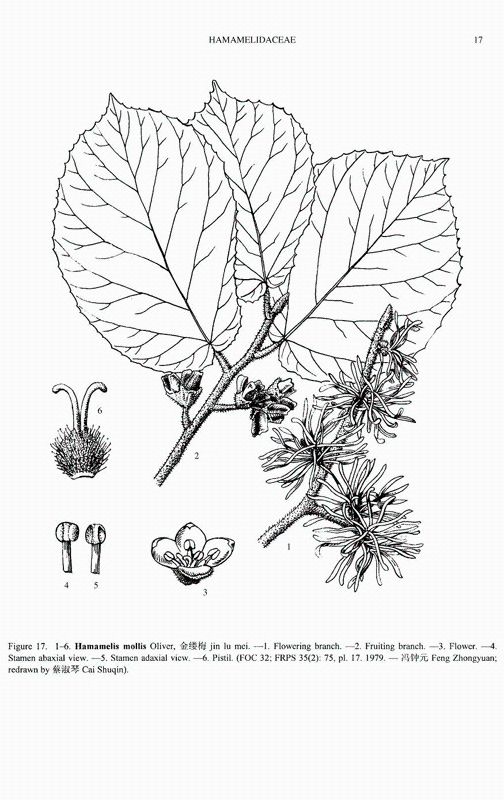 HAMAMELIDACEAE 17
6
2
1
4 5
3
Figure 17. 1–6. Hamamelis mollis Oliver, 金缕梅 jin lu mei. —1. Flowering branch. —2. Fruiting branch. —3. Flower. —4.
Stamen abaxial view. —5. Stamen adaxial view. —6. Pistil. (FOC 32; FRPS 35(2): 75, pl. 17. 1979. — 冯钟元 Feng Zhongyuan;
redrawn by 蔡淑琴 Cai Shuqin).